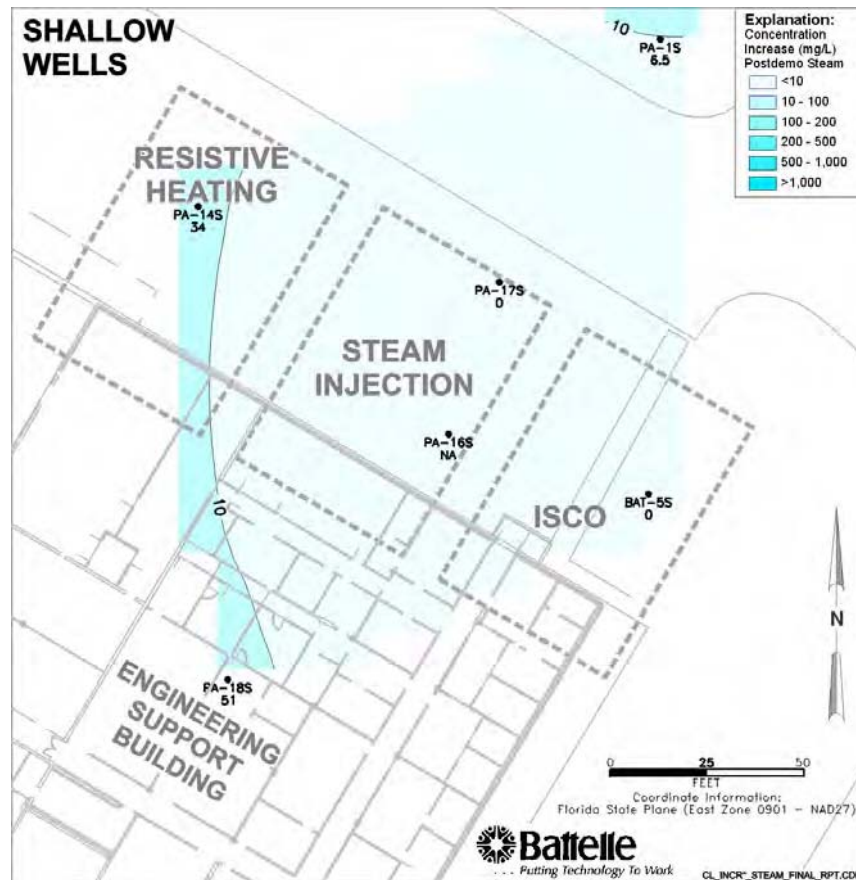 SHALLOW
WELLS
10
PA-1S
6.5
Explanation:
Concentration
Increase (mg/L)
Postdemo Steam
<10
10 - 100
100 - 200
200 - 500
500 - 1,000
>1,000
RESISTIVE
HEATING
PA-14S
34
PA-17S
0
STEAM
INJECTION
PA-16S
NA
ISCO
BAT-5S
0
10
N
PA-18S
51
ENGINEERING
SUPPORT
BUILDING
0 25 50
FEET
Coordinate Information:
Florida State Plane (East Zone 0901 - NAD27)
Battelle
. . . Putting Technology To Work
CL_INCR*_STEAM_FINAL_RPT.CD